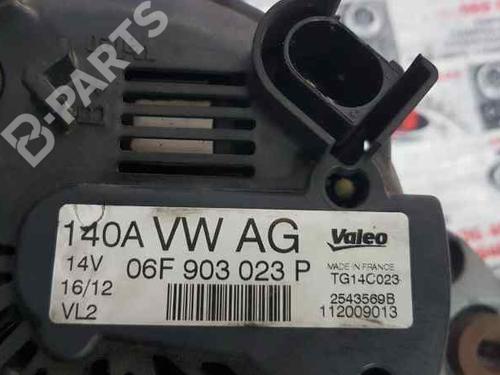 B-PARTS
140A VW AG
Valeo
14V
06F 903 023 P
MADE IN FRANCE
TG14C023
16/12
2543569B
VL2
112009013